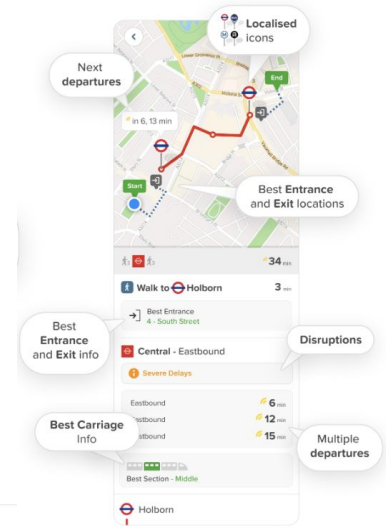 Localised
icons
Next
departures
End
in 6, 13 min
Best Entrance
and Exit locations
Start
34 min
Walk to Holborn 3 min
Best Entrance
4 - South Street
Best
Entrance
and Exit info
Central - Eastbound
Disruptions
Severe Delays
Eastbound 6 min
Eastbound 12 min
Eastbound 15 min
Best Carriage
Info
Multiple
departures
Best Section - Middle
Holborn